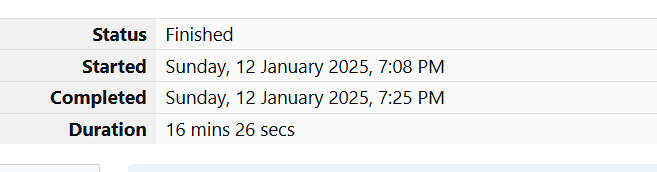 Status Finished
Started Sunday, 12 January 2025, 7:08 PM
Completed Sunday, 12 January 2025, 7:25 PM
Duration 16 mins 26 secs